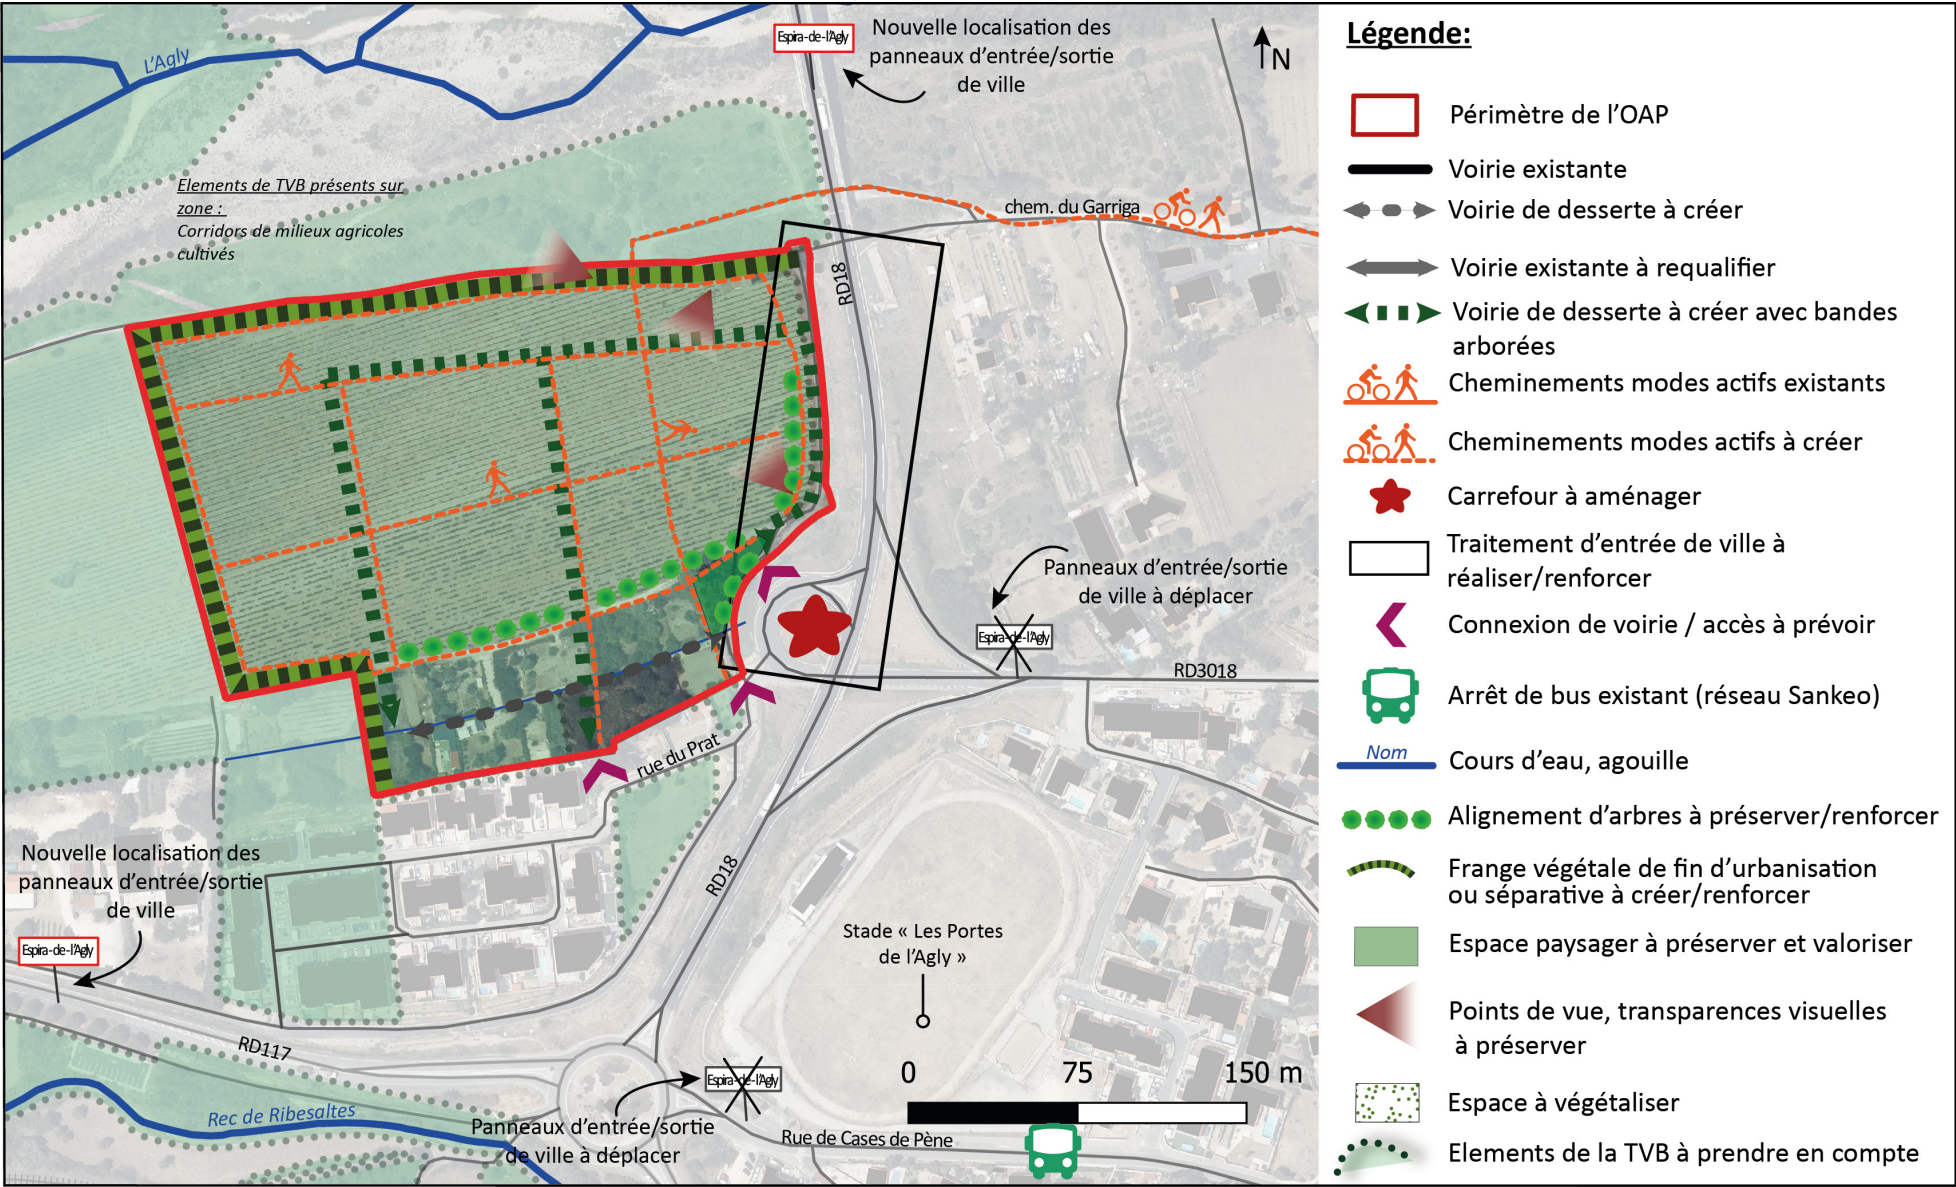 Espira-de-l'Agly
Nouvelle localisation des
panneaux d'entrée/sortie
de ville
N
L'Agly
Elements de TVB présents sur
zone :
Corridors de milieux agricoles
cultivés
chem. du Garriga
RD18
Panneaux d'entrée/sortie
de ville à déplacer
Espira-de-l'Agly
RD3018
rue du Prat
RD18
Nouvelle localisation des
panneaux d'entrée/sortie
de ville
Espira-de-l'Agly
Stade « Les Portes
de l'Agly »
RD117
Rec de Ribesaltes
Espira-de-l'Agly
Panneaux d'entrée/sortie
de ville à déplacer
Rue de Cases de Pène
0 75 150 m
Légende:
Périmètre de l'OAP
Voirie existante
Voirie de desserte à créer
Voirie existante à requalifier
Voirie de desserte à créer avec bandes
arborées
Cheminements modes actifs existants
Cheminements modes actifs à créer
Carrefour à aménager
Traitement d'entrée de ville à
réaliser/renforcer
Connexion de voirie / accès à prévoir
Arrêt de bus existant (réseau Sankeo)
Nom
Cours d'eau, agouille
Alignement d'arbres à préserver/renforcer
Frange végétale de fin d'urbanisation
ou séparative à créer/renforcer
Espace paysager à préserver et valoriser
Points de vue, transparences visuelles
à préserver
Espace à végétaliser
Elements de la TVB à prendre en compte